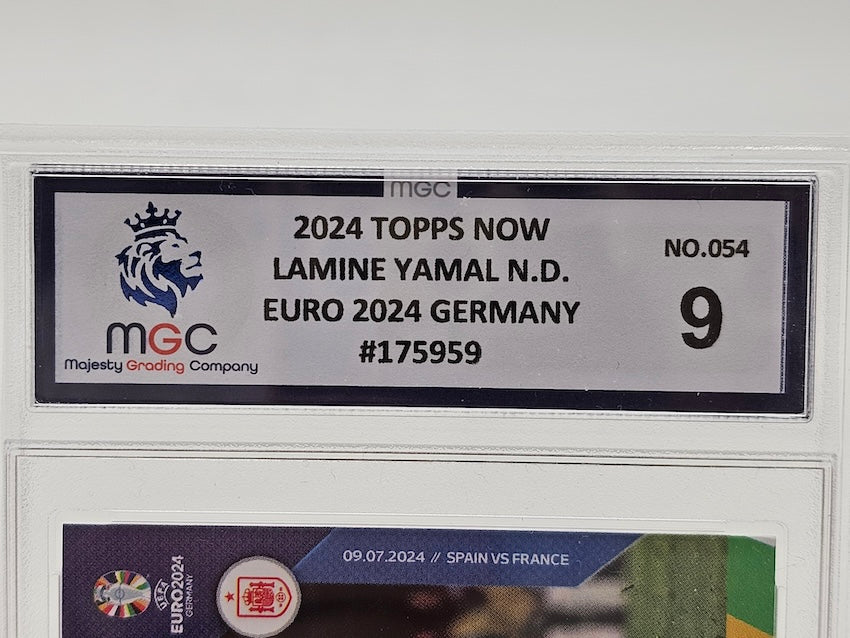 MGC
2024 TOPPS NOW
LAMINE YAMAL N.D.
EURO 2024 GERMANY
#175959
NO.054
9
MGC
Majesty Grading Company
09.07.2024 // SPAIN VS FRANCE
UEFA
EURO2024
GERMANY